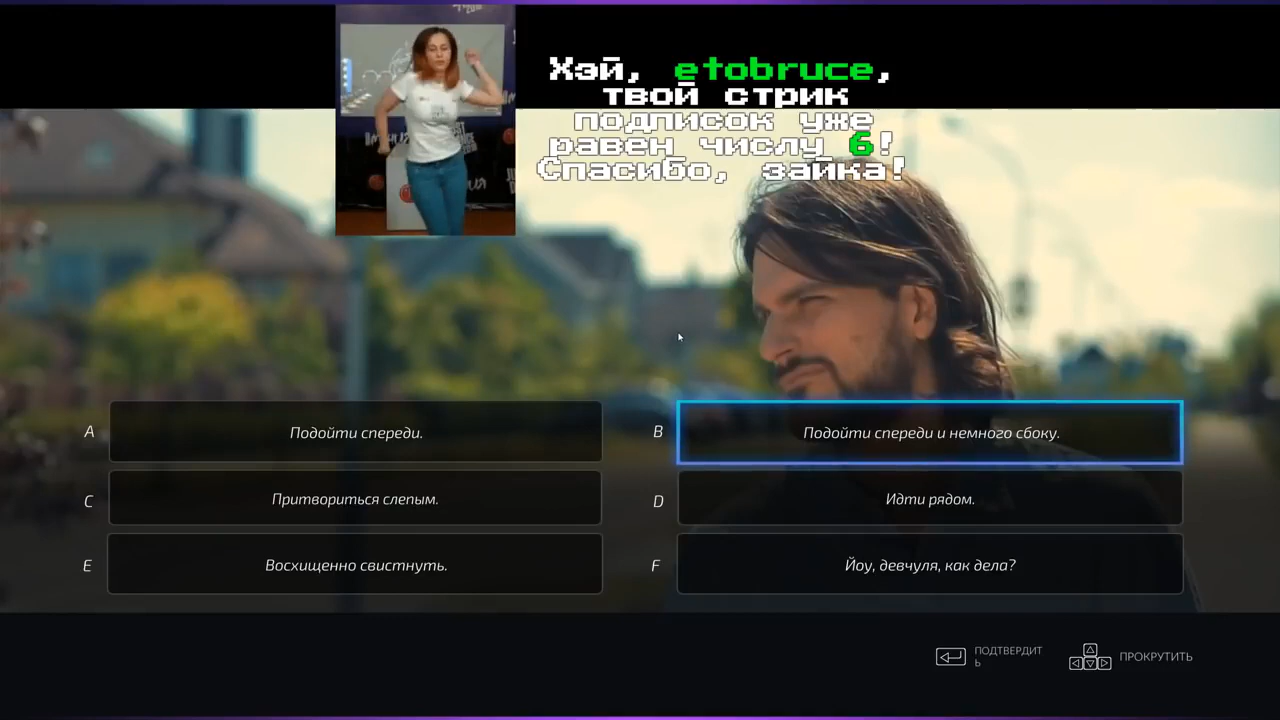 Хэй, etobruce,
твой стрик
подписок уже
равен числу 6!
Спасибо, зайка!
A Подойти спереди.
B Подойти спереди и немного сбоку.
C Притвориться слепым.
D Идти рядом.
E Восхищенно свистнуть.
F Йоу, девчуля, как дела?
ПОДТВЕРДИТ
Ь
ПРОКРУТИТЬ